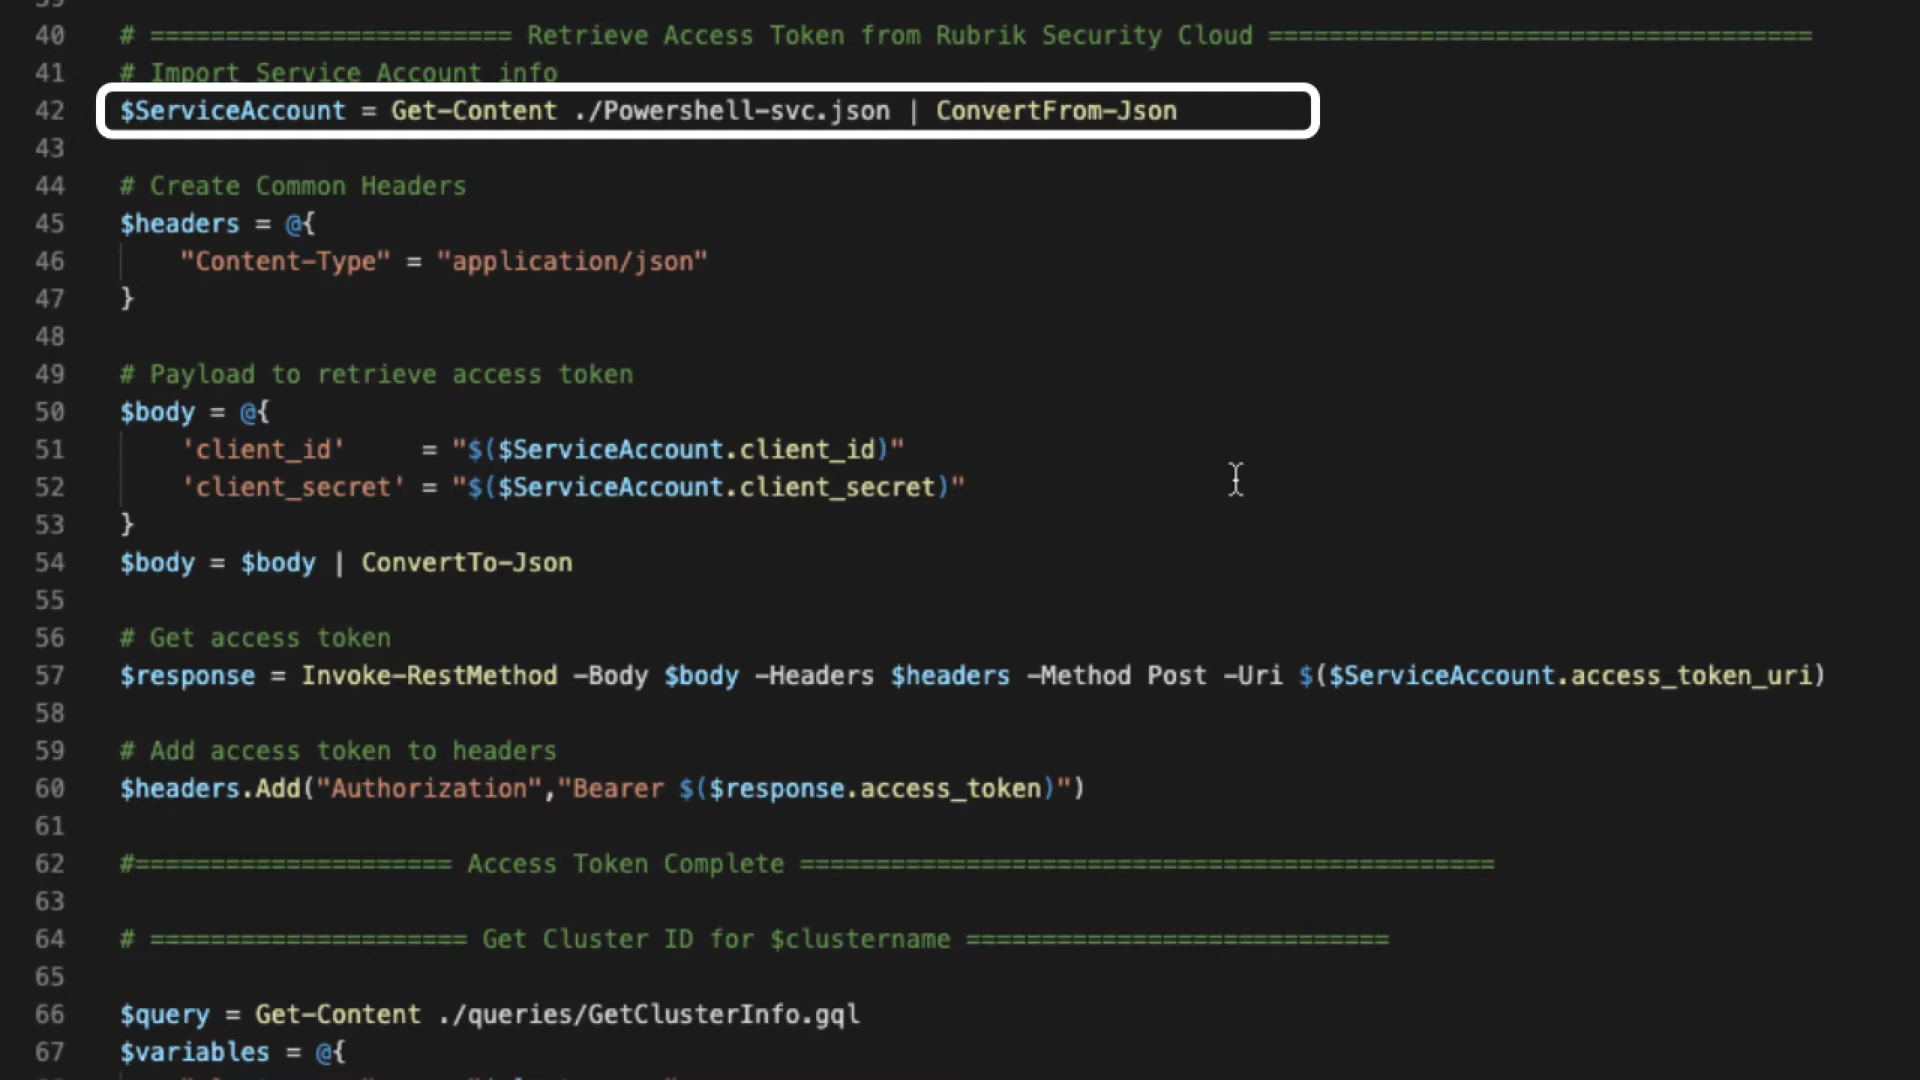 40 # ======================== Retrieve Access Token from Rubrik Security Cloud ====================================
41 # Import Service Account info
42 $ServiceAccount = Get-Content ./Powershell-svc.json | ConvertFrom-Json
43
44 # Create Common Headers
45 $headers = @{
46 "Content-Type" = "application/json"
47 }
48
49 # Payload to retrieve access token
50 $body = @{
51 'client_id' = "$($ServiceAccount.client_id)"
52 'client_secret' = "$($ServiceAccount.client_secret)"
53 }
54 $body = $body | ConvertTo-Json
55
56 # Get access token
57 $response = Invoke-RestMethod -Body $body -Headers $headers -Method Post -Uri $($ServiceAccount.access_token_uri)
58
59 # Add access token to headers
60 $headers.Add("Authorization","Bearer $($response.access_token)")
61
62 #===================== Access Token Complete ==============================================
63
64 # ===================== Get Cluster ID for $clustername ============================
65
66 $query = Get-Content ./queries/GetClusterInfo.gql
67 $variables = @{